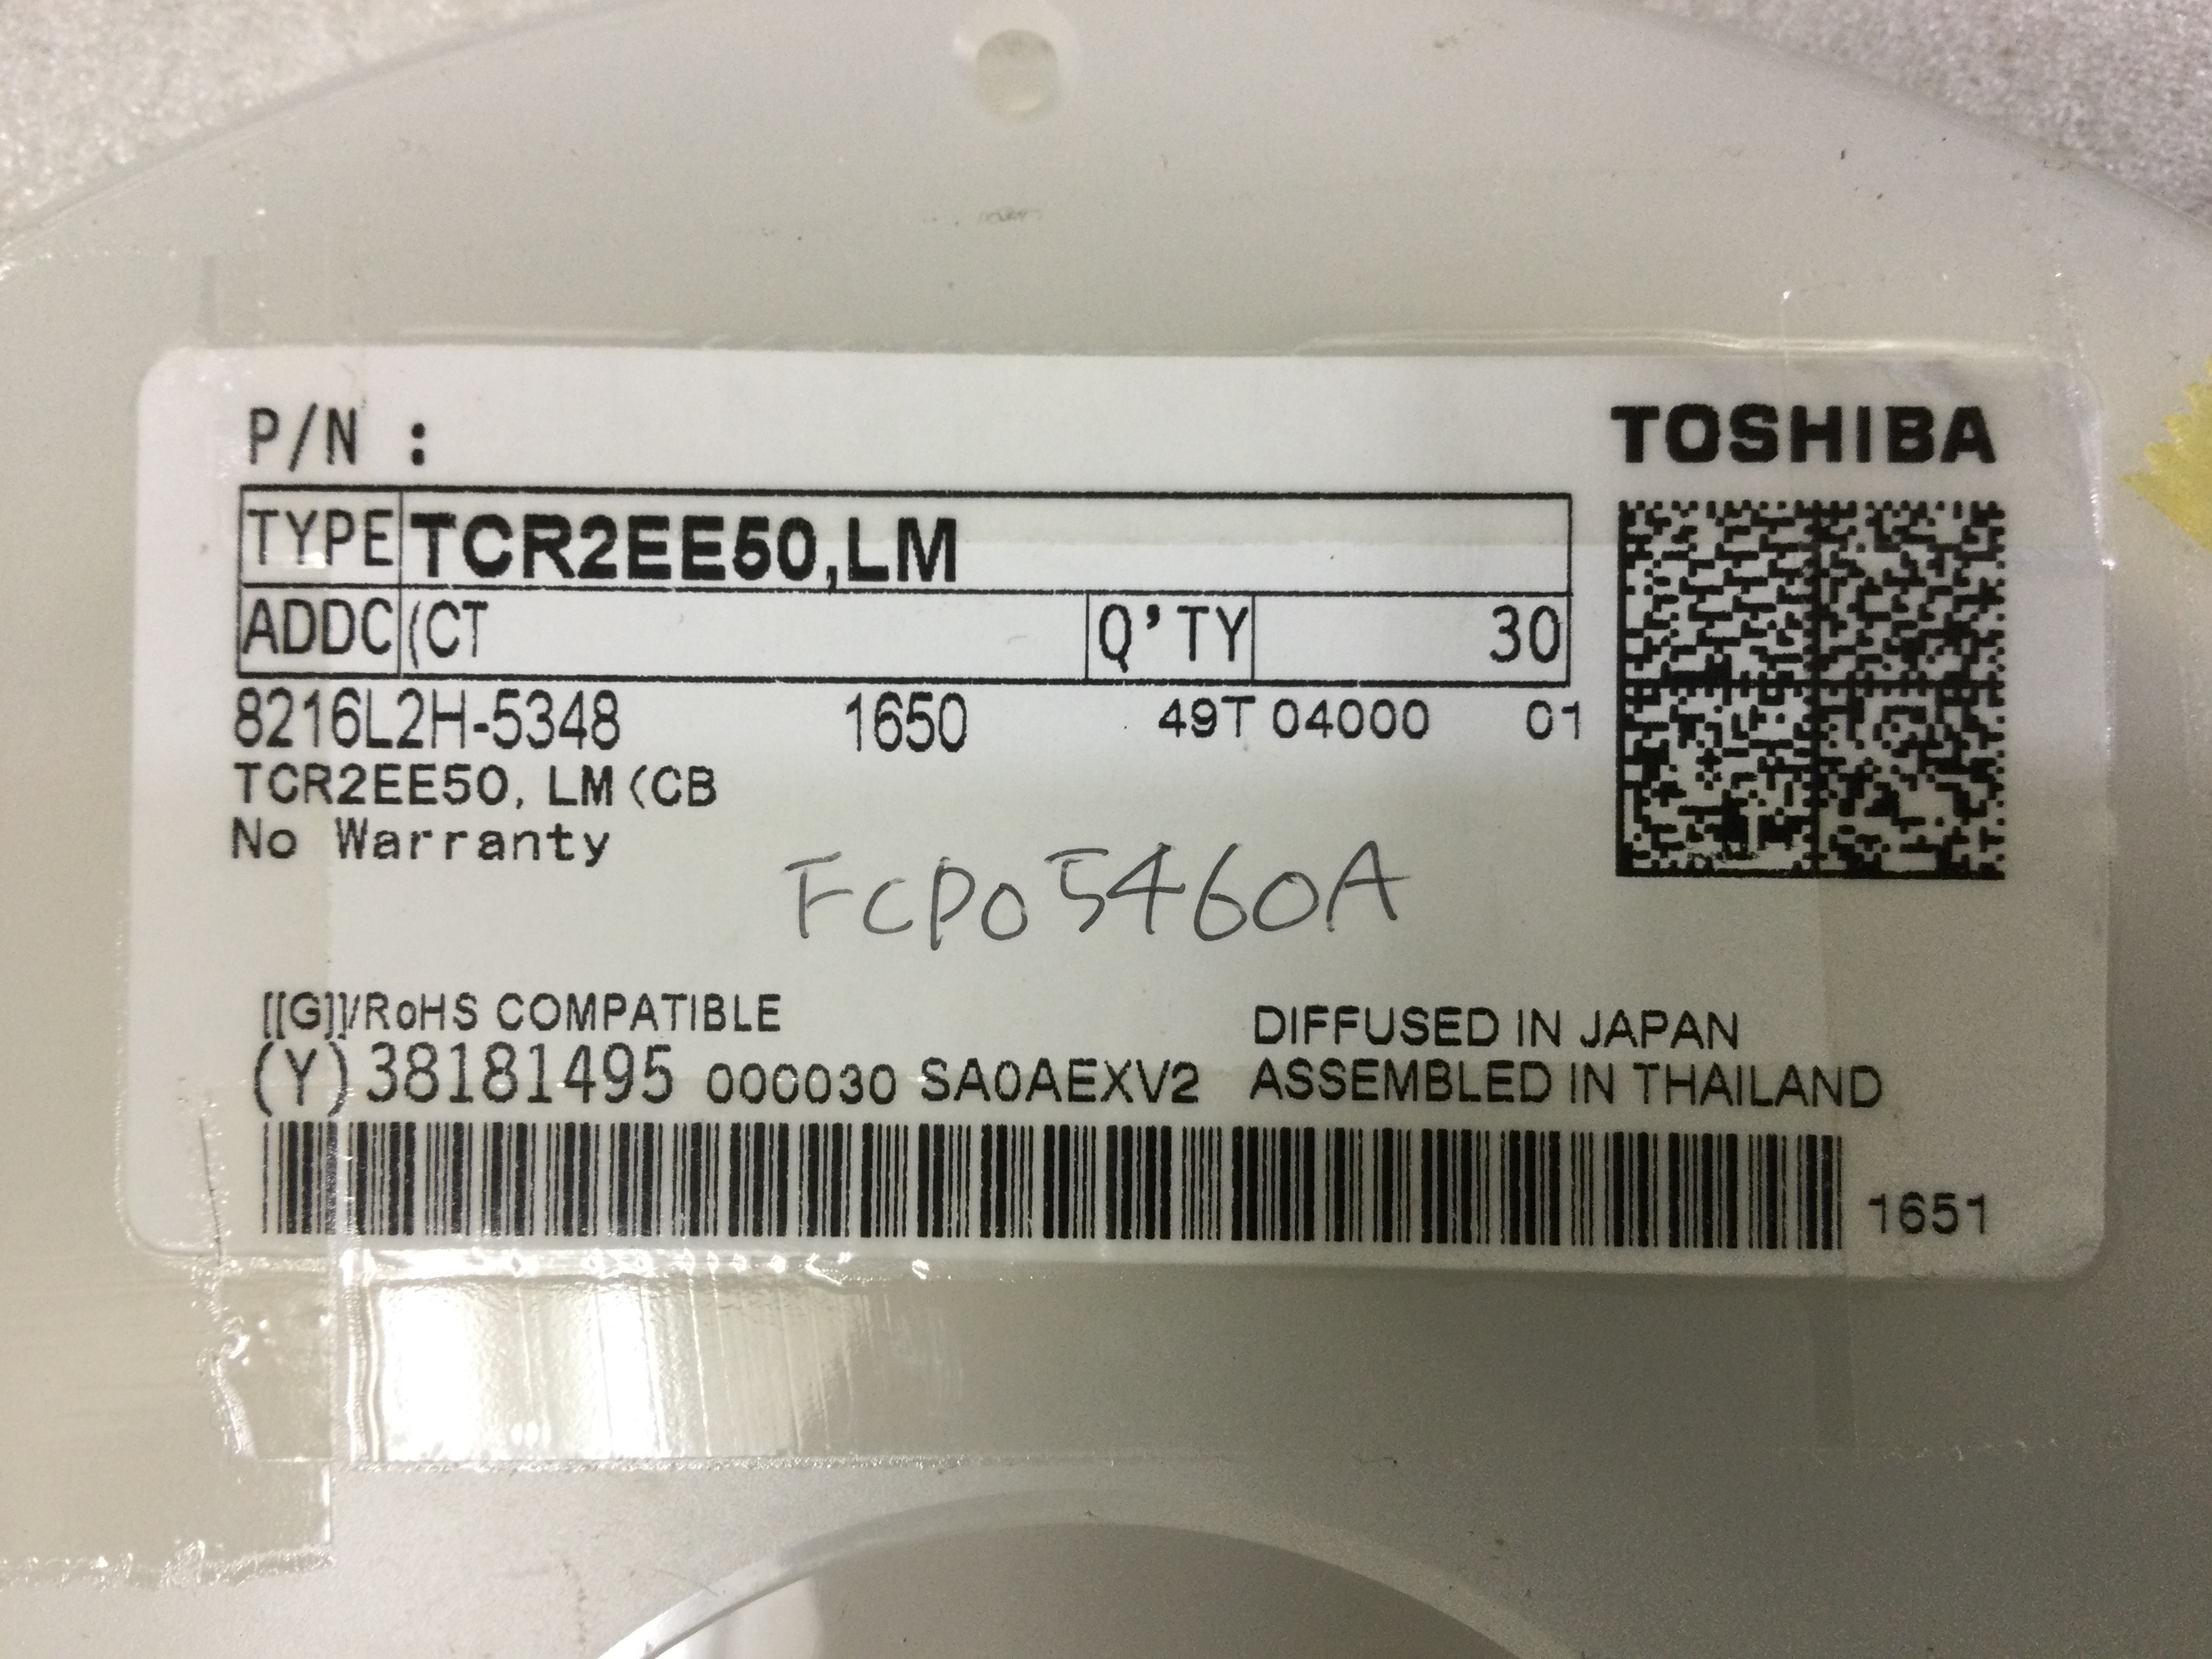 P/N :
TOSHIBA
TYPE TCR2EE50,LM
ADDC (CT Q'TY 30
8216L2H-5348 1650 49T 04000 01
TCR2EE50, LM (CB
No Warranty
FCP05460A
[[G]]/RoHS COMPATIBLE
DIFFUSED IN JAPAN
(Y)38181495 000030 SA0AEXV2
ASSEMBLED IN THAILAND
1651